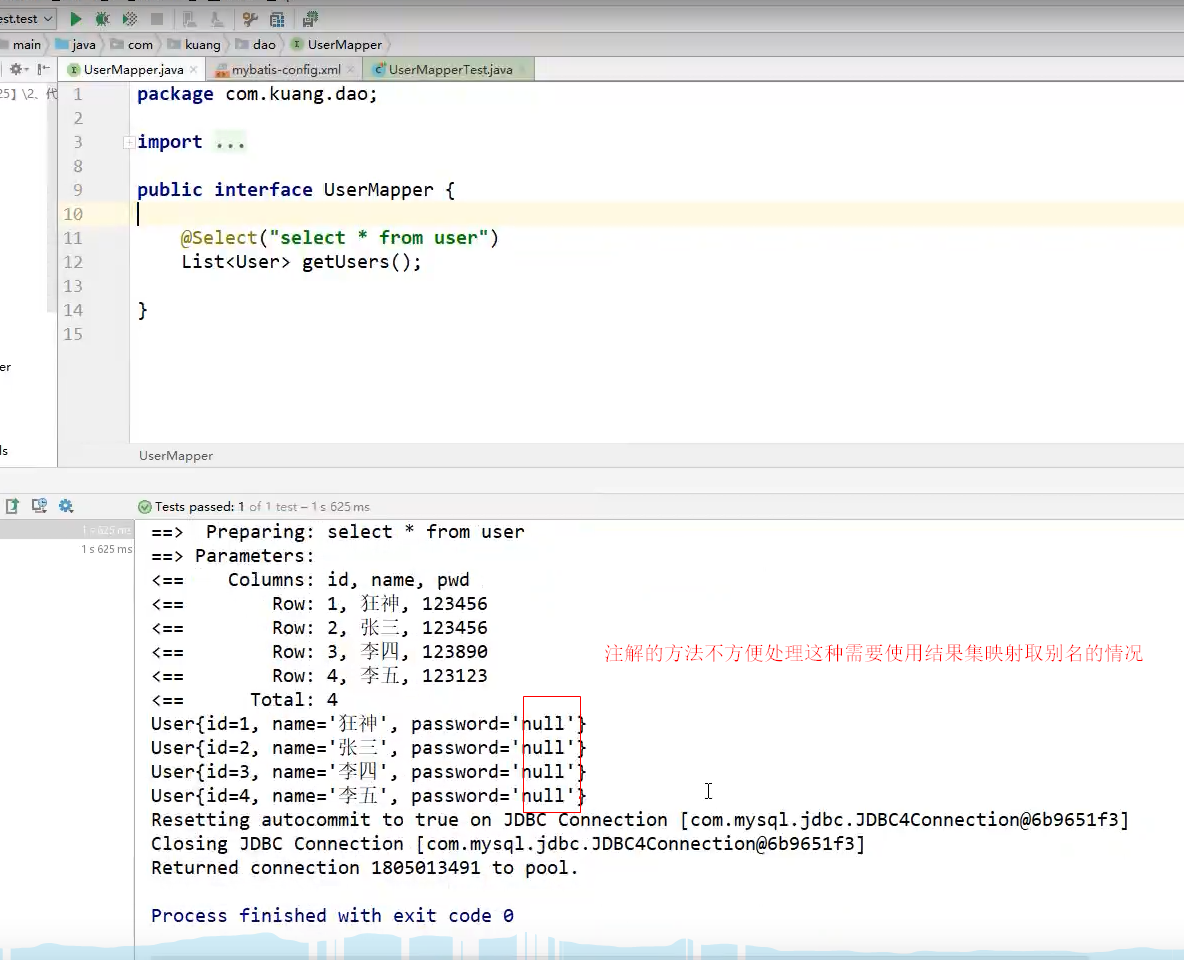 est.test
main java com kuang dao UserMapper
UserMapper.java mybatis-config.xml UserMapperTest.java
25】\2、代
1 package com.kuang.dao;
2
3 import ...
8
9 public interface UserMapper {
10
11 @Select("select * from user")
12 List<User> getUsers();
13
14 }
15
er
ls
UserMapper
Tests passed: 1 of 1 test – 1 s 625 ms
1 s 625 ms
1 s 625 ms
==>  Preparing: select * from user
==> Parameters:
<==    Columns: id, name, pwd
<==        Row: 1, 狂神, 123456
<==        Row: 2, 张三, 123456
<==        Row: 3, 李四, 123890
<==        Row: 4, 李五, 123123
<==      Total: 4
注解的方法不方便处理这种需要使用结果集映射取别名的情况
User{id=1, name='狂神', password='null'}
User{id=2, name='张三', password='null'}
User{id=3, name='李四', password='null'}
User{id=4, name='李五', password='null'}
Resetting autocommit to true on JDBC Connection [com.mysql.jdbc.JDBC4Connection@6b9651f3]
Closing JDBC Connection [com.mysql.jdbc.JDBC4Connection@6b9651f3]
Returned connection 1805013491 to pool.
Process finished with exit code 0